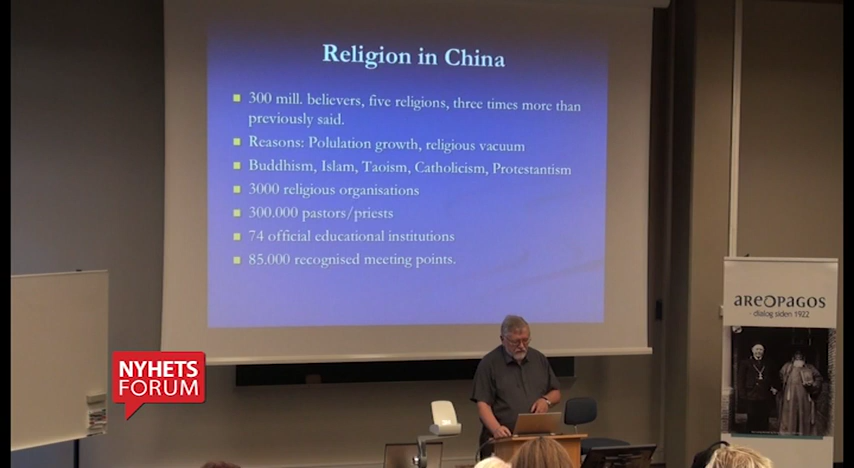 Religion in China
300 mill. believers, five religions, three times more than
previously said.
Reasons: Polulation growth, religious vacuum
Buddhism, Islam, Taoism, Catholicism, Protestantism
3000 religious organisations
300.000 pastors/priests
74 official educational institutions
85.000 recognised meeting points.
AREOPAGOS
- dialog siden 1922
NYHETS
FORUM